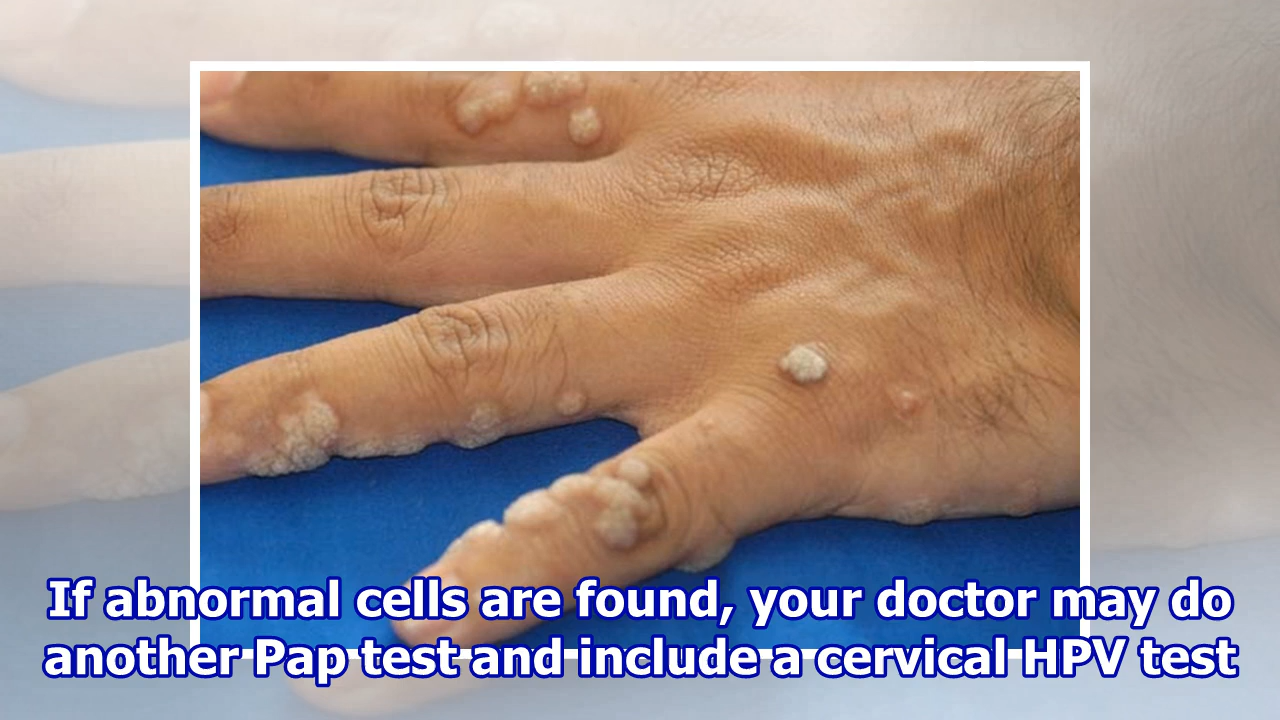 If abnormal cells are found, your doctor may do
another Pap test and include a cervical HPV test